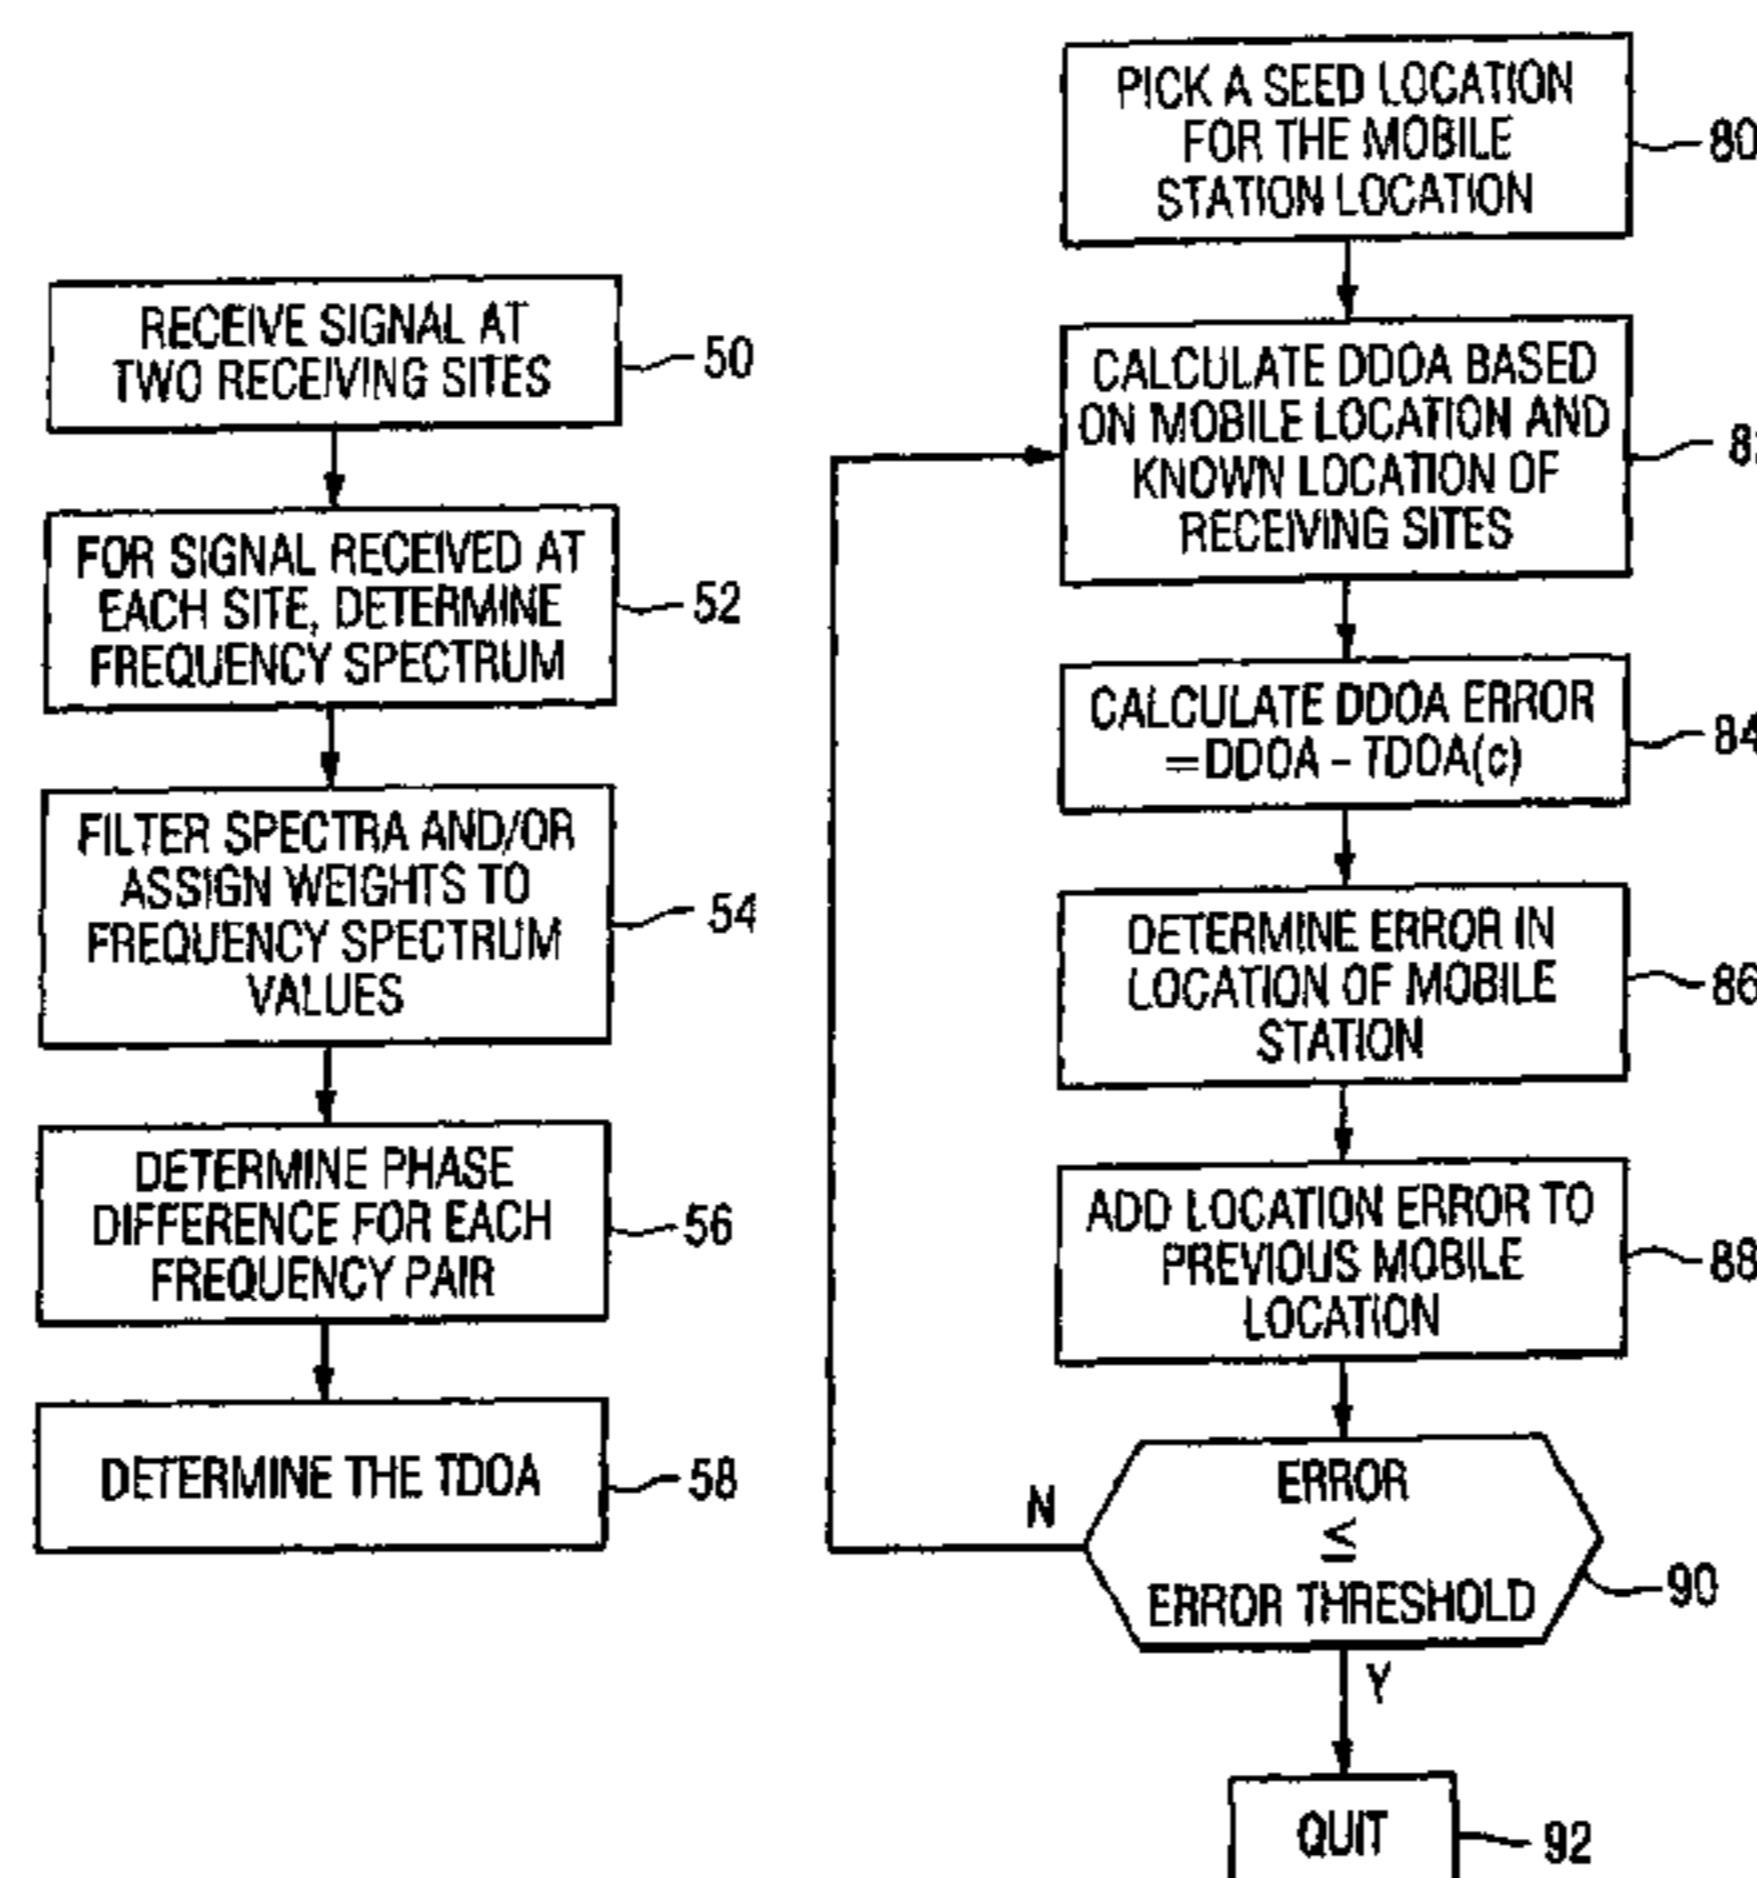 RECEIVE SIGNAL AT
TWO RECEIVING SITES
50
FOR SIGNAL RECEIVED AT
EACH SITE, DETERMINE
FREQUENCY SPECTRUM
52
FILTER SPECTRA AND/OR
ASSIGN WEIGHTS TO
FREQUENCY SPECTRUM
VALUES
54
DETERMINE PHASE
DIFFERENCE FOR EACH
FREQUENCY PAIR
56
DETERMINE THE TDOA
58
PICK A SEED LOCATION
FOR THE MOBILE
STATION LOCATION
80
CALCULATE DDOA BASED
ON MOBILE LOCATION AND
KNOWN LOCATION OF
RECEIVING SITES
CALCULATE DDOA ERROR
=DDOA - TDOA(c)
84
DETERMINE ERROR IN
LOCATION OF MOBILE
STATION
86
ADD LOCATION ERROR TO
PREVIOUS MOBILE
LOCATION
88
ERROR
≤
ERROR THRESHOLD
90
N
Y
QUIT
92